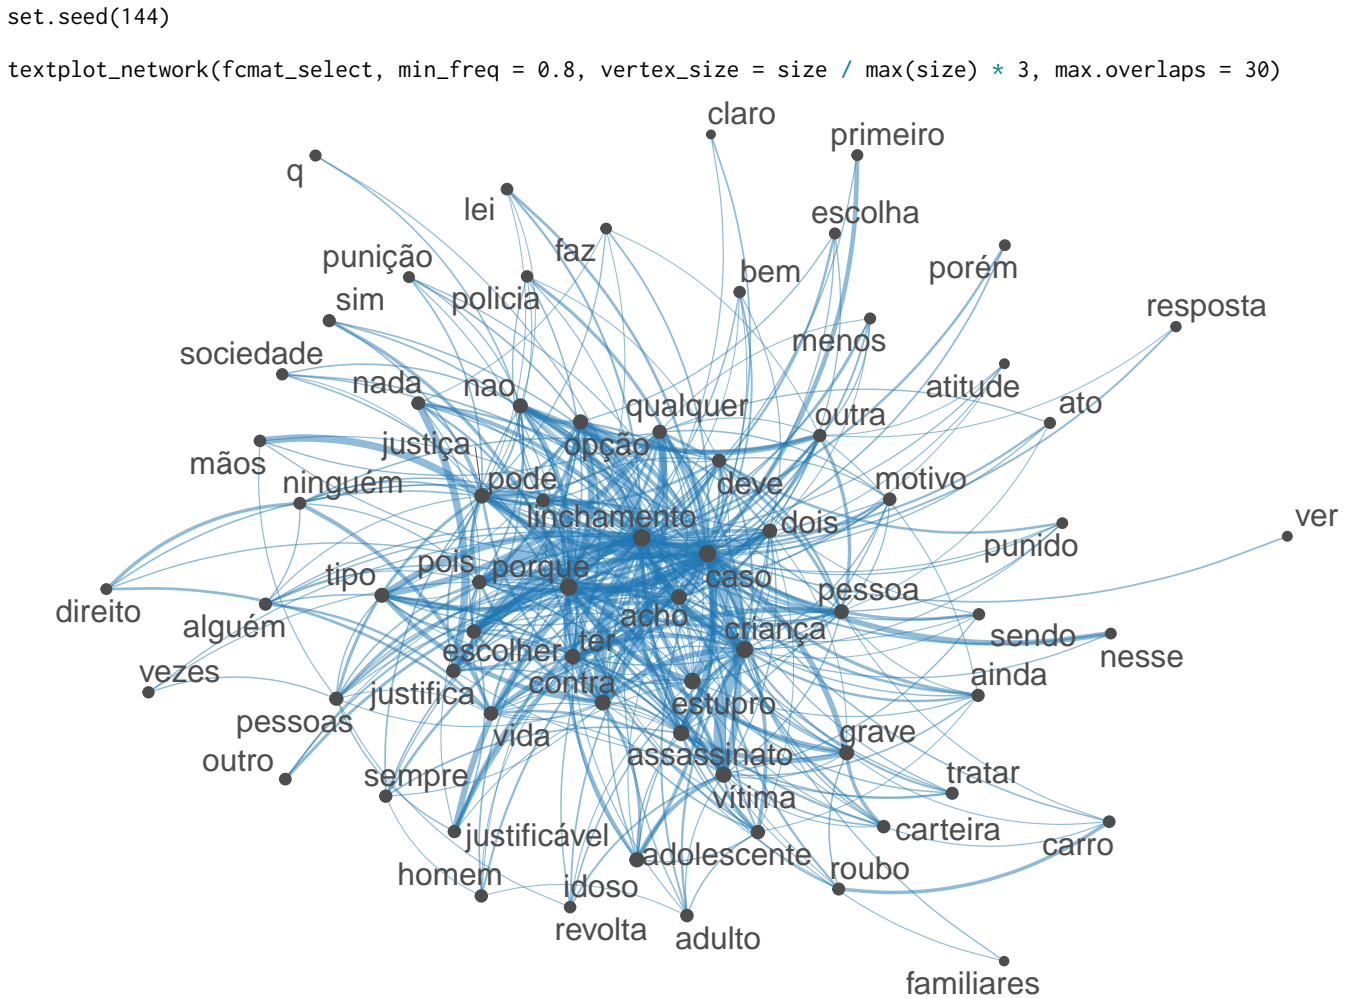 set.seed(144)
textplot_network(fcmat_select, min_freq = 0.8, vertex_size = size / max(size) * 3, max.overlaps = 30)
claro
primeiro
q
lei
escolha
faz
punição
porém
bem
policia
sim
resposta
menos
sociedade
nada
nao
atitude
qualquer
ato
outra
justiça
opção
mãos
ninguém
pode
deve
motivo
linchamento
dois
ver
punido
pois
porque
tipo
caso
pessoa
direito
acho
alguém
criança
sendo
ter
escolher
nesse
vezes
ainda
contra
justifica
estupro
pessoas
vida
grave
assassinato
outro
sempre
tratar
vítima
justificável
carteira
carro
adolescente
roubo
homem
idoso
revolta
adulto
familiares